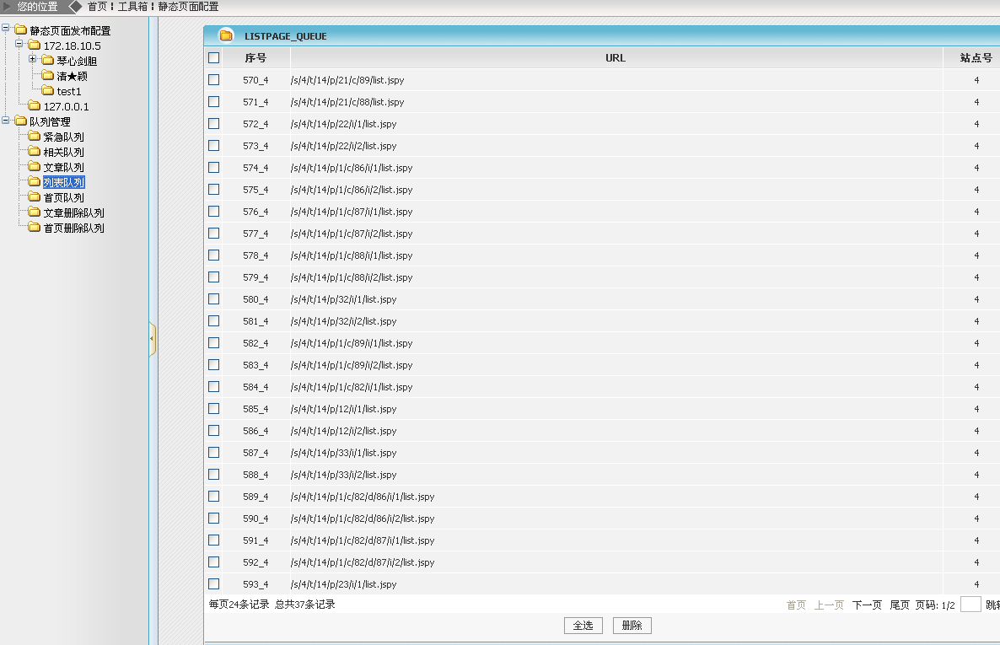 您的位置 首页 工具箱 静态页面配置
静态页面发布配置
172.18.10.5
琴心剑胆
清★颖
test1
127.0.0.1
队列管理
紧急队列
相关队列
文章队列
列表队列
首页队列
文章删除队列
首页删除队列
LISTPAGE_QUEUE
序号 URL 站点号
570_4 /s/4/t/14/p/21/c/89/list.jspy 4
571_4 /s/4/t/14/p/21/c/88/list.jspy 4
572_4 /s/4/t/14/p/22/i/1/list.jspy 4
573_4 /s/4/t/14/p/22/i/2/list.jspy 4
574_4 /s/4/t/14/p/1/c/86/i/1/list.jspy 4
575_4 /s/4/t/14/p/1/c/86/i/2/list.jspy 4
576_4 /s/4/t/14/p/1/c/87/i/1/list.jspy 4
577_4 /s/4/t/14/p/1/c/87/i/2/list.jspy 4
578_4 /s/4/t/14/p/1/c/88/i/1/list.jspy 4
579_4 /s/4/t/14/p/1/c/88/i/2/list.jspy 4
580_4 /s/4/t/14/p/32/i/1/list.jspy 4
581_4 /s/4/t/14/p/32/i/2/list.jspy 4
582_4 /s/4/t/14/p/1/c/89/i/1/list.jspy 4
583_4 /s/4/t/14/p/1/c/89/i/2/list.jspy 4
584_4 /s/4/t/14/p/1/c/82/i/1/list.jspy 4
585_4 /s/4/t/14/p/12/i/1/list.jspy 4
586_4 /s/4/t/14/p/12/i/2/list.jspy 4
587_4 /s/4/t/14/p/33/i/1/list.jspy 4
588_4 /s/4/t/14/p/33/i/2/list.jspy 4
589_4 /s/4/t/14/p/1/c/82/d/86/i/1/list.jspy 4
590_4 /s/4/t/14/p/1/c/82/d/86/i/2/list.jspy 4
591_4 /s/4/t/14/p/1/c/82/d/87/i/1/list.jspy 4
592_4 /s/4/t/14/p/1/c/82/d/87/i/2/list.jspy 4
593_4 /s/4/t/14/p/23/i/1/list.jspy 4
每页24条记录 总共37条记录 首页 上一页 下一页 尾页 页码: 1/2 跳转
全选 删除